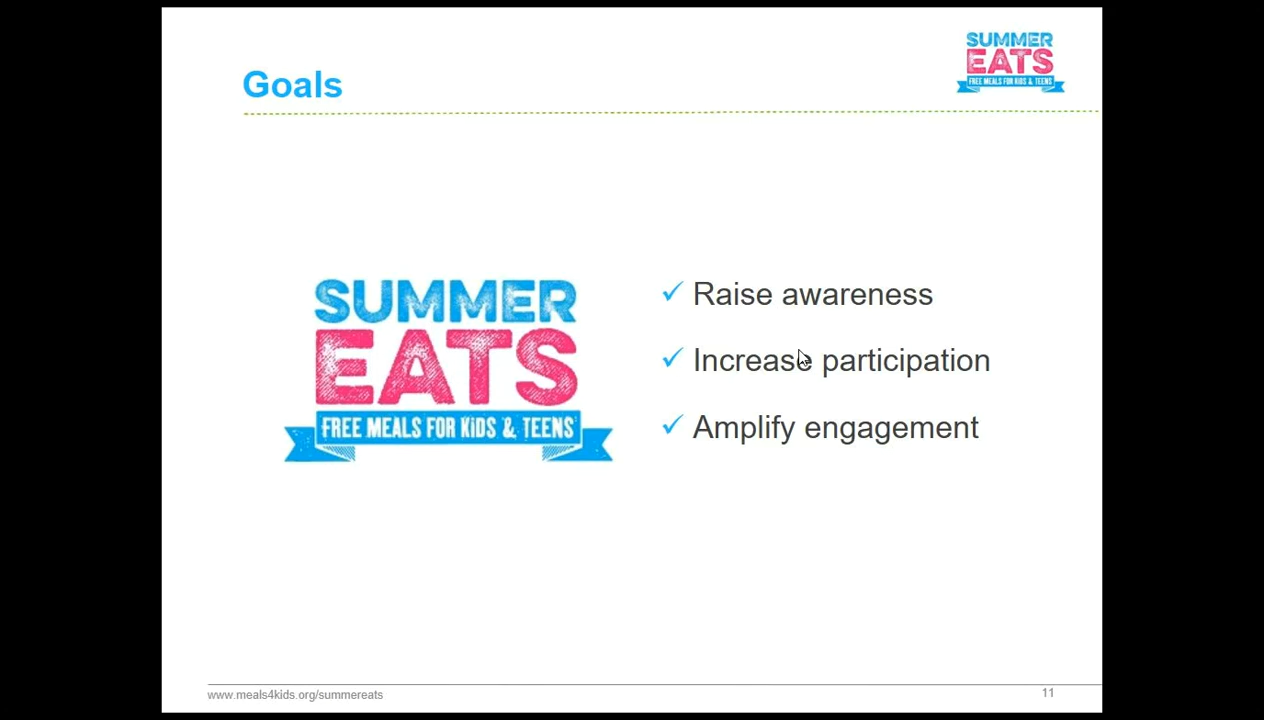 SUMMER
EATS
FREE MEALS FOR KIDS & TEENS
Goals
SUMMER
EATS
FREE MEALS FOR KiDS & TEENS
Raise awareness
Increase participation
Amplify engagement
www.meals4kids.org/summereats
11